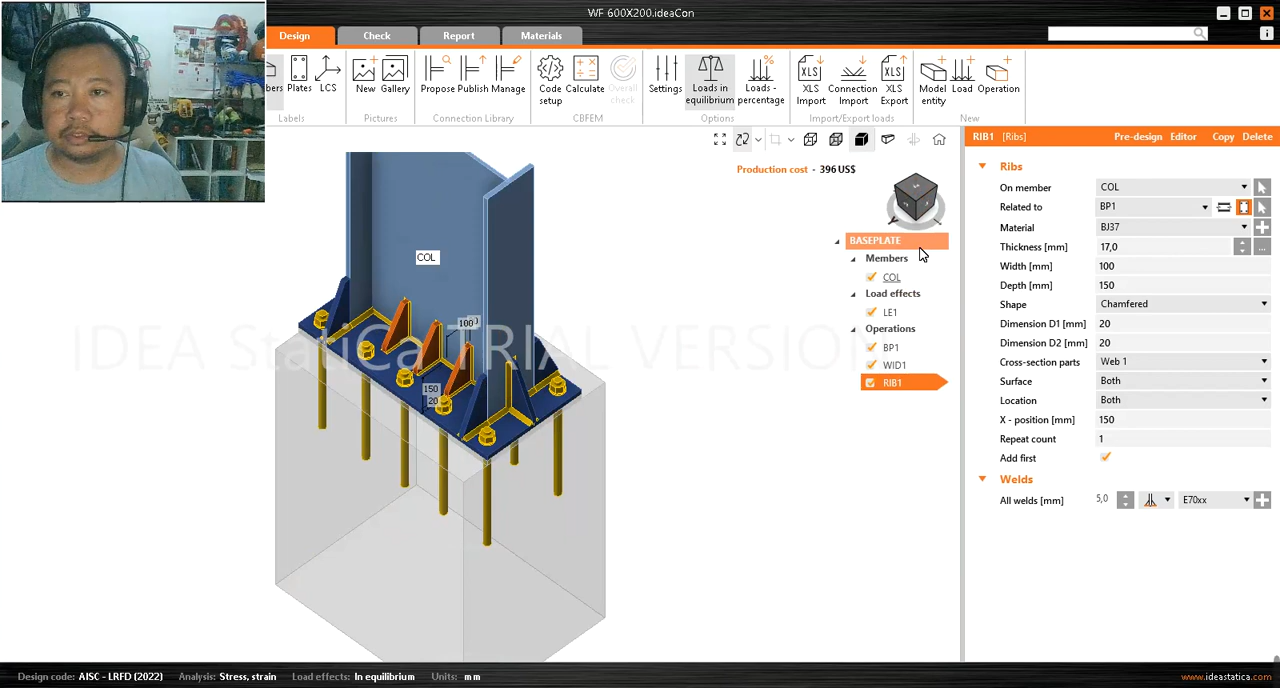 WF 600X200.ideaCon
Design Check Report Materials
bers Plates LCS New Gallery Propose Publish Manage Code setup Calculate Overall check Settings Loads in equilibrium Loads - percentage XLS Import Connection Import XLS Export Model entity Load Operation
Labels Pictures Connection Library CBFEM Options Import/Export loads New
RIB1 [Ribs] Pre-design Editor Copy Delete
Production cost - 396 US$
BASEPLATE
Members
COL
Load effects
LE1
Operations
BP1
WID1
RIB1
COL
100
150
20
IDEA StatiCa TRIAL VERSION
Ribs
On member COL
Related to BP1
Material BJ37
Thickness [mm] 17,0
Width [mm] 100
Depth [mm] 150
Shape Chamfered
Dimension D1 [mm] 20
Dimension D2 [mm] 20
Cross-section parts Web 1
Surface Both
Location Both
X - position [mm] 150
Repeat count 1
Add first
Welds
All welds [mm] 5,0 E70xx
Design code: AISC - LRFD (2022) Analysis: Stress, strain Load effects: In equilibrium Units: mm www.ideastatica.com